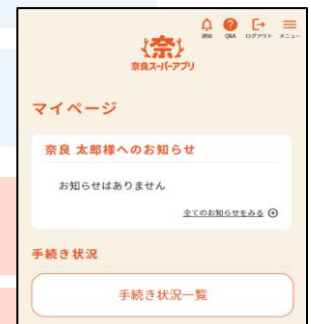 奈
奈良スーパーアプリ
通知 Q&A ログアウト メニュー
マイページ
奈良 太郎様へのお知らせ
お知らせはありません
全てのお知らせをみる
手続き状況
手続き状況一覧